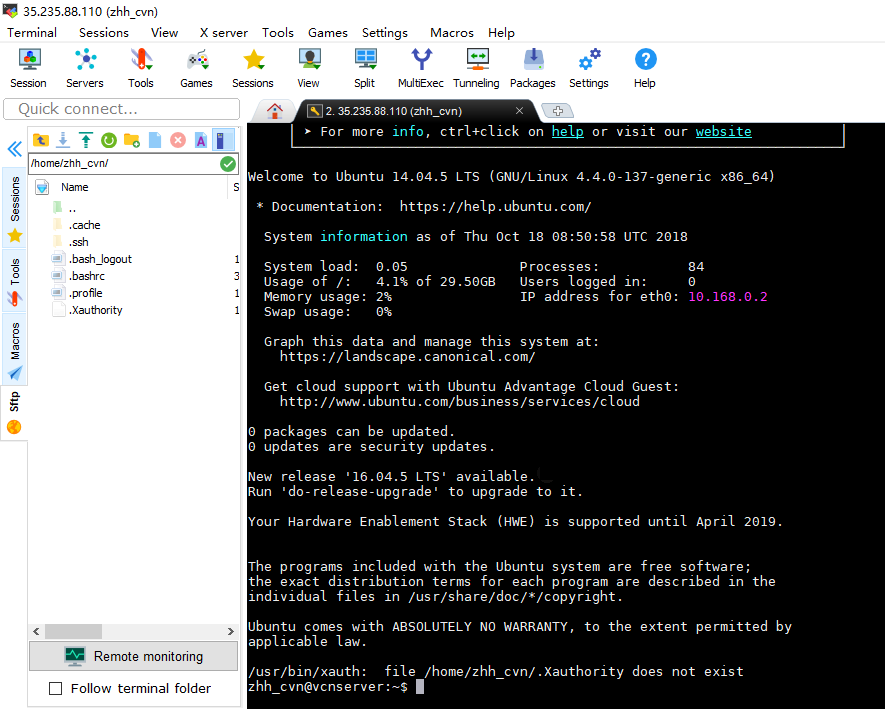 35.235.88.110 (zhh_cvn)
Terminal Sessions View X server Tools Games Settings Macros Help
Session Servers Tools Games Sessions View Split MultiExec Tunneling Packages Settings Help
Quick connect...
2. 35.235.88.110 (zhh_cvn)
/home/zhh_cvn/
Name S
..
.cache
.ssh
.bash_logout 1
.bashrc 3
.profile 1
.Xauthority 1
Sessions
Tools
Macros
Sftp
Remote monitoring
Follow terminal folder
➤ For more info, ctrl+click on help or visit our website
Welcome to Ubuntu 14.04.5 LTS (GNU/Linux 4.4.0-137-generic x86_64)
* Documentation: https://help.ubuntu.com/
System information as of Thu Oct 18 08:50:58 UTC 2018
System load: 0.05 Processes: 84
Usage of /: 4.1% of 29.50GB Users logged in: 0
Memory usage: 2% IP address for eth0: 10.168.0.2
Swap usage: 0%
Graph this data and manage this system at:
https://landscape.canonical.com/
Get cloud support with Ubuntu Advantage Cloud Guest:
http://www.ubuntu.com/business/services/cloud
0 packages can be updated.
0 updates are security updates.
New release '16.04.5 LTS' available.
Run 'do-release-upgrade' to upgrade to it.
Your Hardware Enablement Stack (HWE) is supported until April 2019.
The programs included with the Ubuntu system are free software;
the exact distribution terms for each program are described in the
individual files in /usr/share/doc/*/copyright.
Ubuntu comes with ABSOLUTELY NO WARRANTY, to the extent permitted by
applicable law.
/usr/bin/xauth: file /home/zhh_cvn/.Xauthority does not exist
zhh_cvn@vcnserver:~$